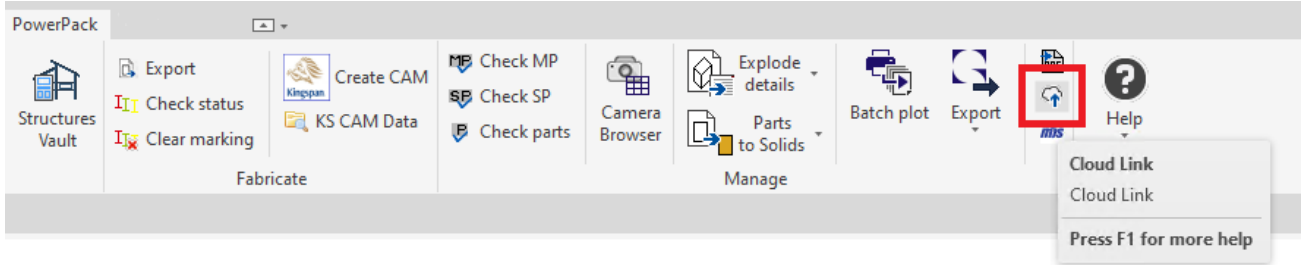 PowerPack
Structures
Vault
Export
Check status
Clear marking
Kingspan
Create CAM
KS CAM Data
Fabricate
MP Check MP
SP Check SP
P Check parts
Camera
Browser
Explode
details
Parts
to Solids
Batch plot
Export
Manage
mbs
?
Help
Cloud Link
Cloud Link
Press F1 for more help